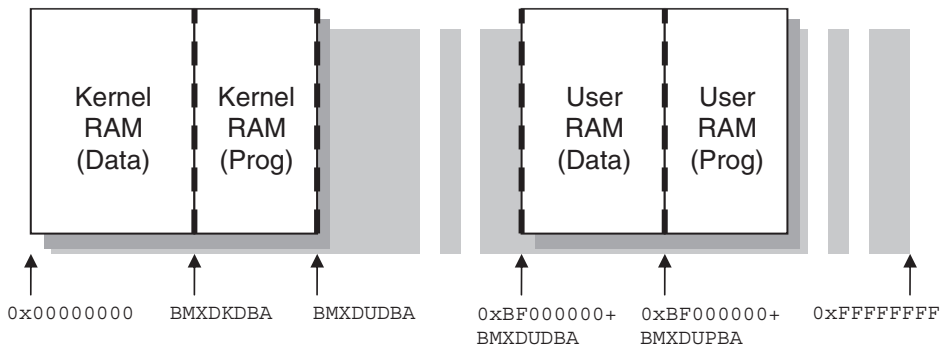 Kernel
RAM
(Data)
Kernel
RAM
(Prog)
User
RAM
(Data)
User
RAM
(Prog)
0x00000000
BMXDKDBA
BMXDUDBA
0xBF000000+
BMXDUDBA
0xBF000000+
BMXDUPBA
0xFFFFFFFF